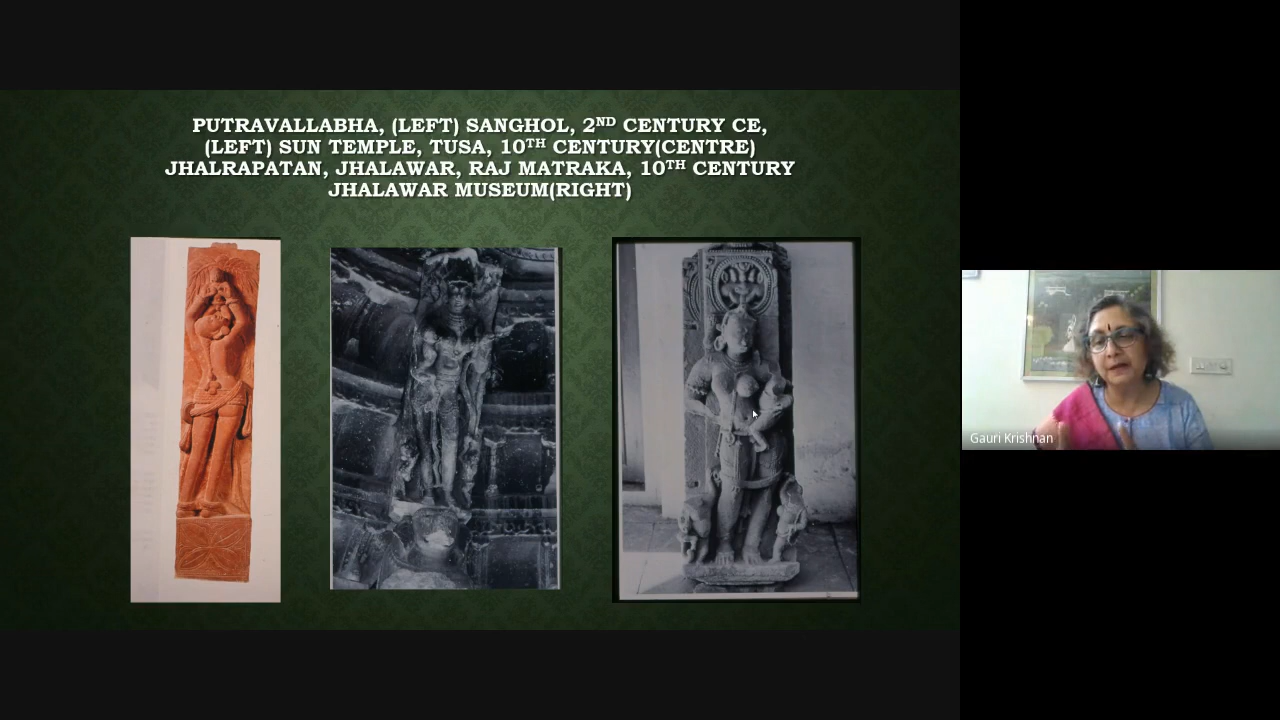 PUTRAVALLABHA, (LEFT) SANGHOL, 2ND CENTURY CE,
(LEFT) SUN TEMPLE, TUSA, 10TH CENTURY(CENTRE)
JHALRAPATAN, JHALAWAR, RAJ MATRAKA, 10TH CENTURY
JHALAWAR MUSEUM(RIGHT)
Gauri Krishnan